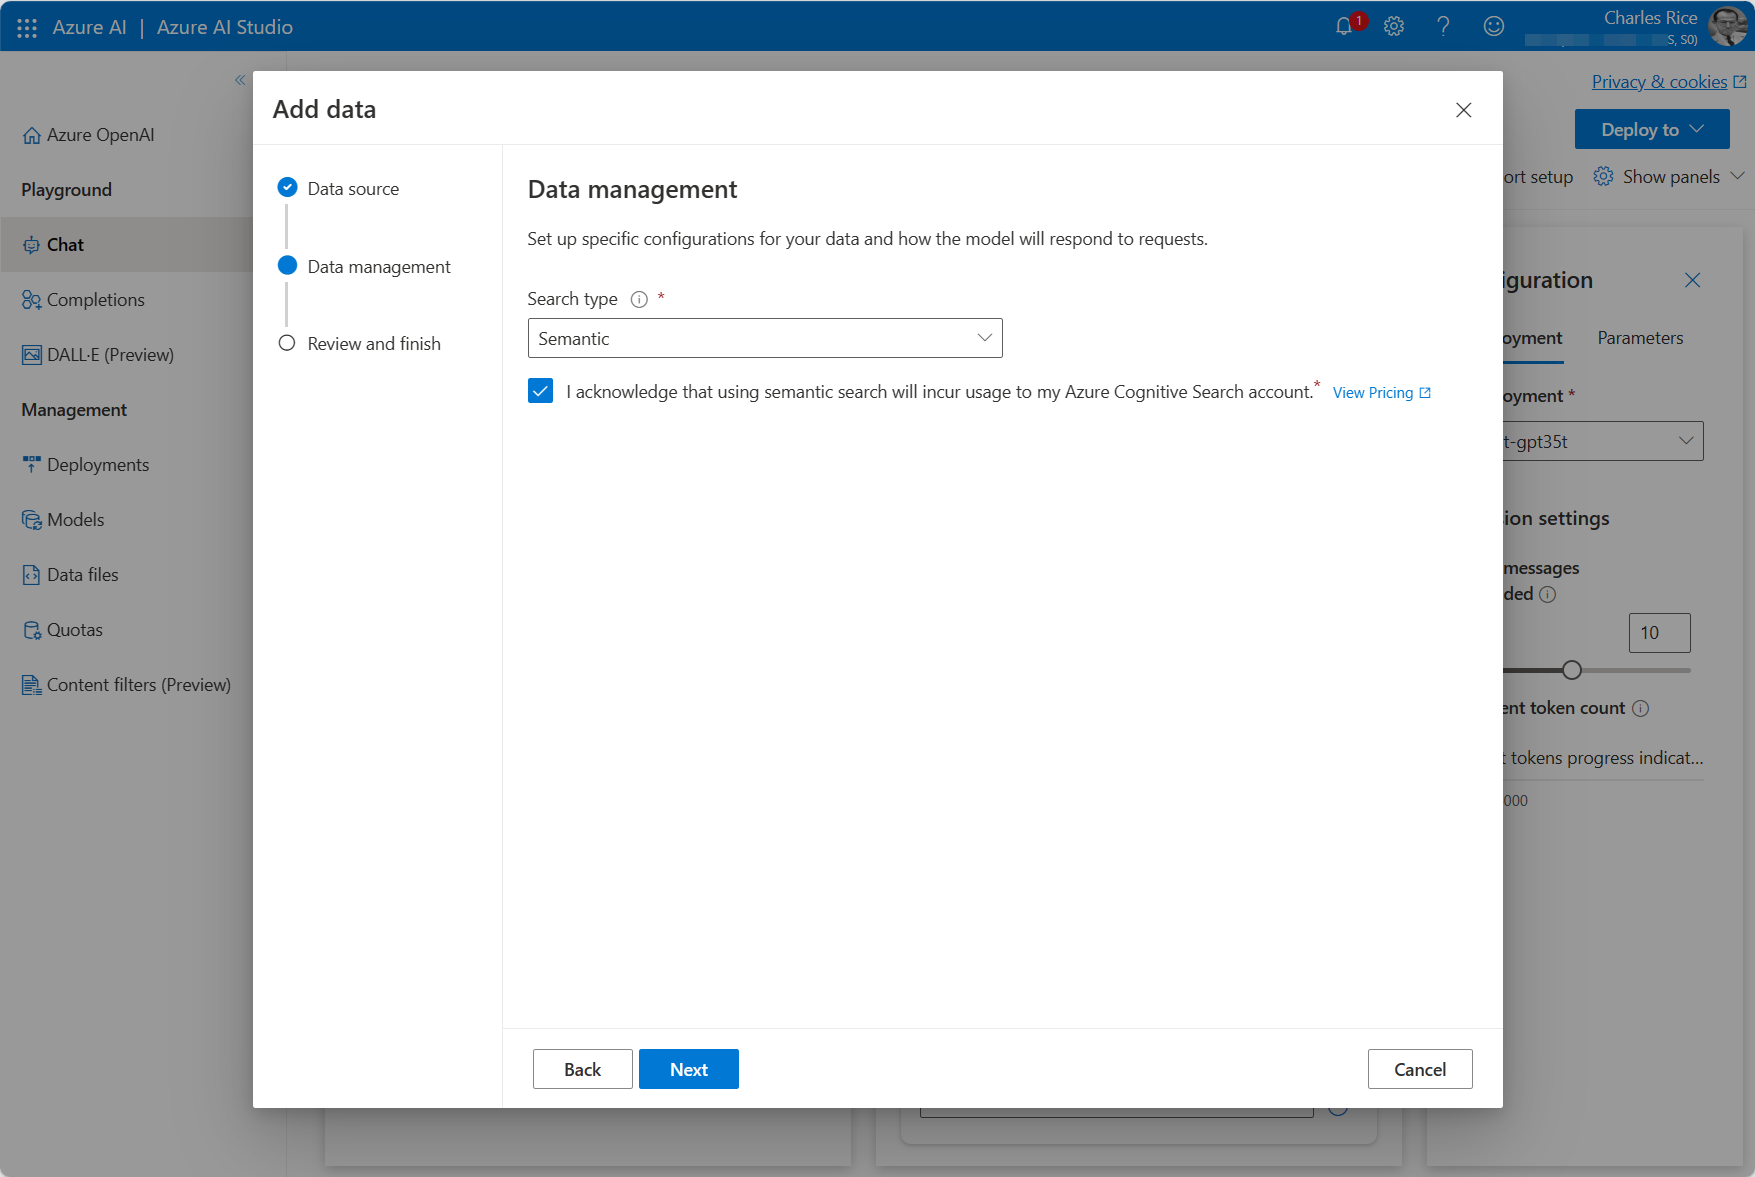 Azure AI | Azure AI Studio
1
Charles Rice
S, S0)
Privacy & cookies
Deploy to
ort setup
Show panels
Azure OpenAI
Playground
Chat
Completions
DALL·E (Preview)
Management
Deployments
Models
Data files
Quotas
Content filters (Preview)
Add data
Data source
Data management
Review and finish
Data management
Set up specific configurations for your data and how the model will respond to requests.
Search type *
Semantic
I acknowledge that using semantic search will incur usage to my Azure Cognitive Search account.* View Pricing
Back
Next
Cancel
iguration
oyment
Parameters
oyment *
t-gpt35t
ion settings
messages
ded
10
ent token count
t tokens progress indicat...
000